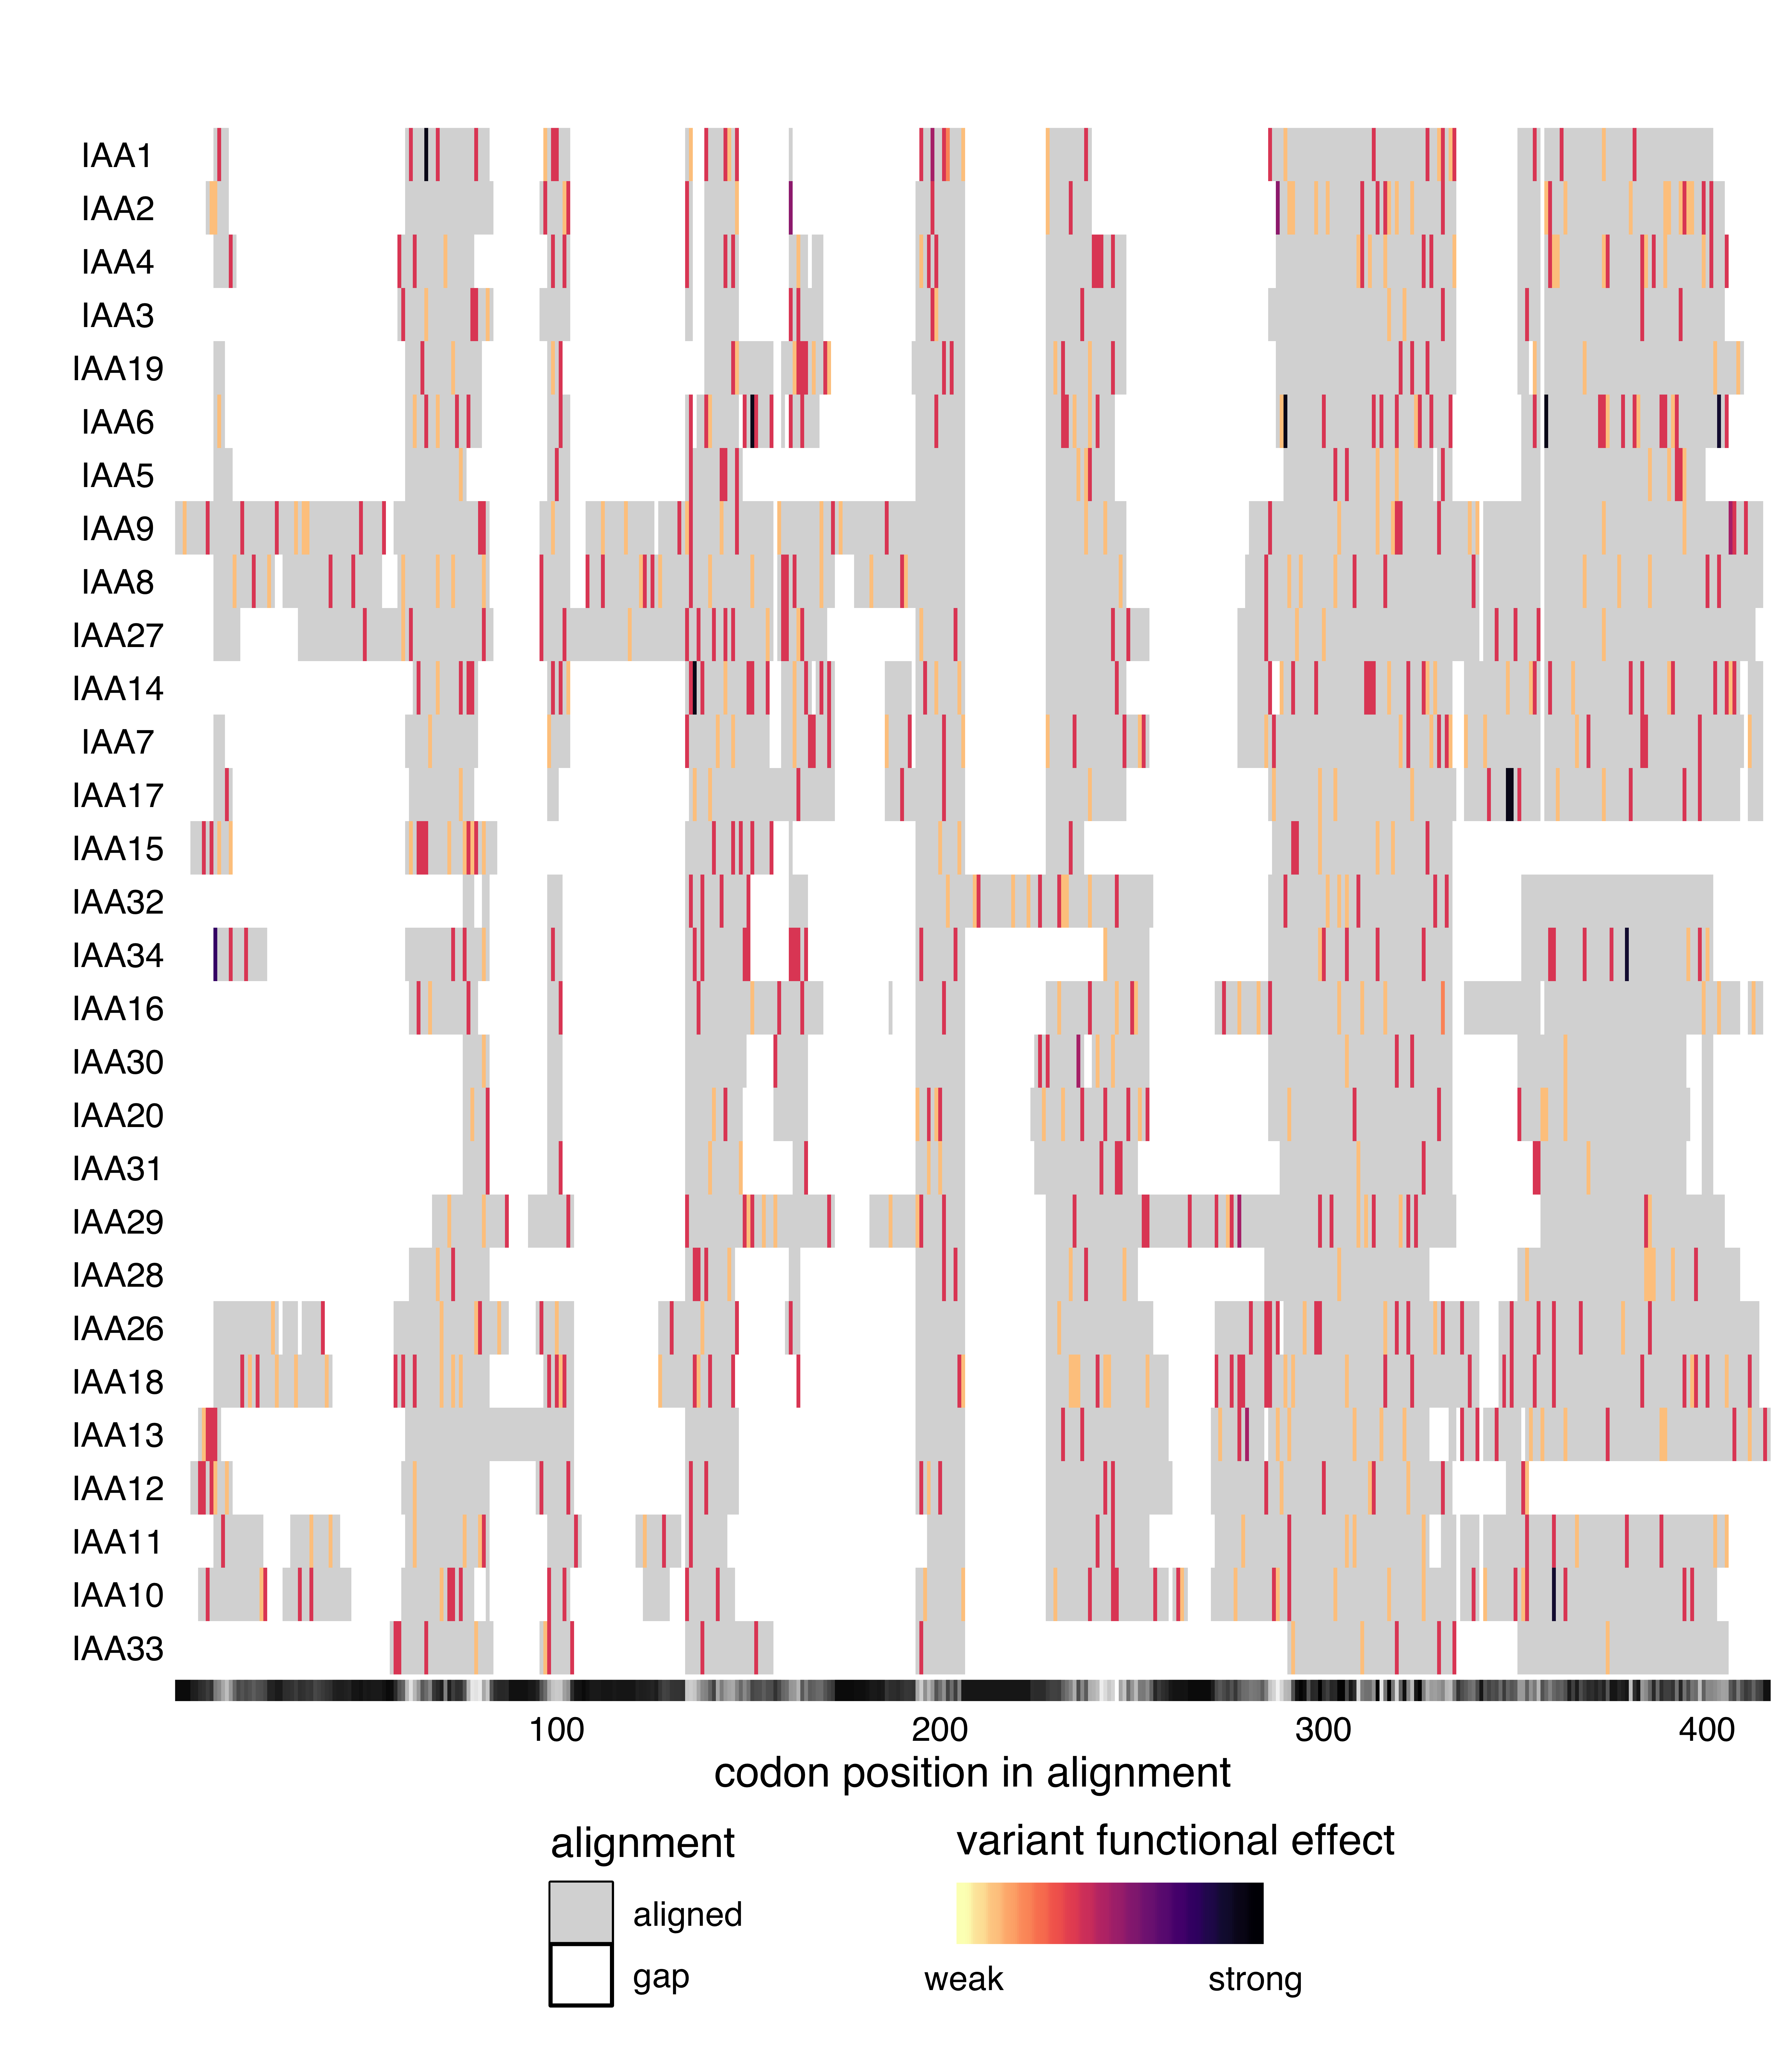 IAA1
IAA2
IAA4
IAA3
IAA19
IAA6
IAA5
IAA9
IAA8
IAA27
IAA14
IAA7
IAA17
IAA15
IAA32
IAA34
IAA16
IAA30
IAA20
IAA31
IAA29
IAA28
IAA26
IAA18
IAA13
IAA12
IAA11
IAA10
IAA33
100 200 300 400
codon position in alignment
alignment
aligned
gap
variant functional effect
weak strong